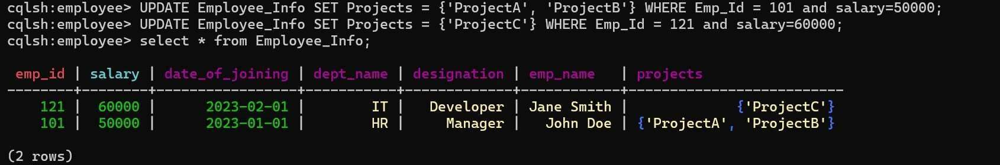 cqlsh:employee> UPDATE Employee_Info SET Projects = {'ProjectA', 'ProjectB'} WHERE Emp_Id = 101 and salary=50000;
cqlsh:employee> UPDATE Employee_Info SET Projects = {'ProjectC'} WHERE Emp_Id = 121 and salary=60000;
cqlsh:employee> select * from Employee_Info;
 emp_id | salary | date_of_joining | dept_name | designation | emp_name   | projects
--------+--------+-----------------+-----------+-------------+------------+--------------------------
    121 |  60000 |      2023-02-01 |        IT |   Developer | Jane Smith |             {'ProjectC'}
    101 |  50000 |      2023-01-01 |        HR |     Manager |   John Doe | {'ProjectA', 'ProjectB'}
(2 rows)